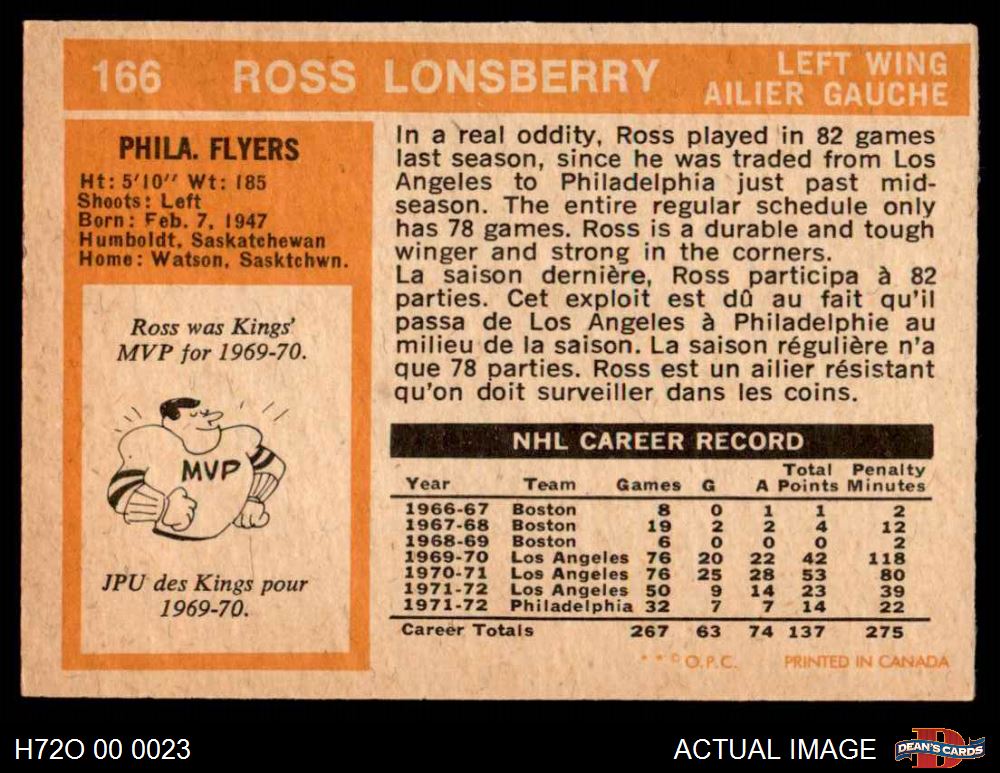 166 ROSS LONSBERRY LEFT WING
AILIER GAUCHE
PHILA. FLYERS
Ht: 5'10'' Wt: 185
Shoots: Left
Born: Feb. 7, 1947
Humboldt, Saskatchewan
Home: Watson, Sasktchwn.
Ross was Kings'
MVP for 1969-70.
MVP
JPU des Kings pour
1969-70.
In a real oddity, Ross played in 82 games
last season, since he was traded from Los
Angeles to Philadelphia just past mid-
season. The entire regular schedule only
has 78 games. Ross is a durable and tough
winger and strong in the corners.
La saison dernière, Ross participa à 82
parties. Cet exploit est dû au fait qu'il
passa de Los Angeles à Philadelphie au
milieu de la saison. La saison régulière n'a
que 78 parties. Ross est un ailier résistant
qu'on doit surveiller dans les coins.
NHL CAREER RECORD
Total Penalty
Year Team Games G A Points Minutes
1966-67 Boston 8 0 1 1 2
1967-68 Boston 19 2 2 4 12
1968-69 Boston 6 0 0 0 2
1969-70 Los Angeles 76 20 22 42 118
1970-71 Los Angeles 76 25 28 53 80
1971-72 Los Angeles 50 9 14 23 39
1971-72 Philadelphia 32 7 7 14 22
Career Totals 267 63 74 137 275
* * © O.P.C. PRINTED IN CANADA
H72O 00 0023 ACTUAL IMAGE DEAN'S CARDS